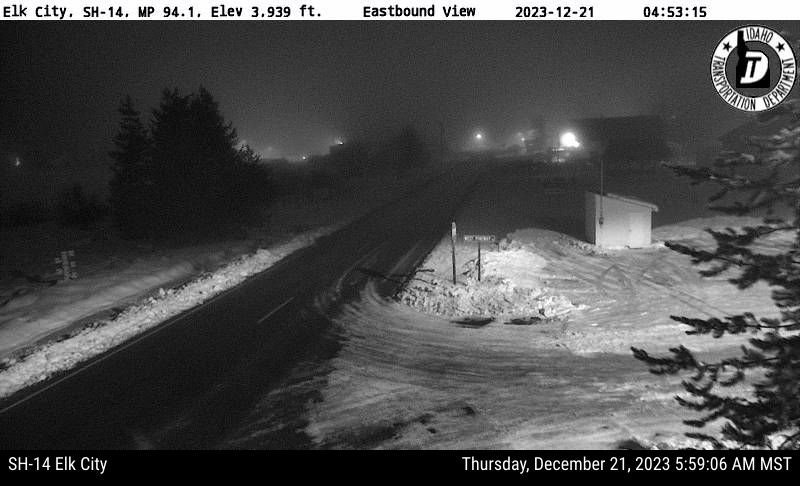 Elk City, SH-14, MP 94.1, Elev 3,939 ft. Eastbound View 2023-12-21 04:53:15
IDAHO
TRANSPORTATION DEPARTMENT
SH-14 Elk City Thursday, December 21, 2023 5:59:06 AM MST